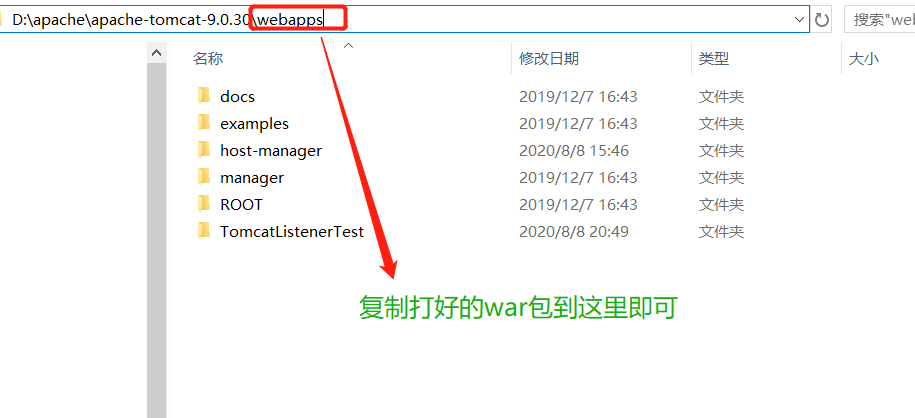 D:\apache\apache-tomcat-9.0.30\webapps 搜索"we
名称 修改日期 类型 大小
docs 2019/12/7 16:43 文件夹
examples 2019/12/7 16:43 文件夹
host-manager 2020/8/8 15:46 文件夹
manager 2019/12/7 16:43 文件夹
ROOT 2019/12/7 16:43 文件夹
TomcatListenerTest 2020/8/8 20:49 文件夹
复制打好的war包到这里即可